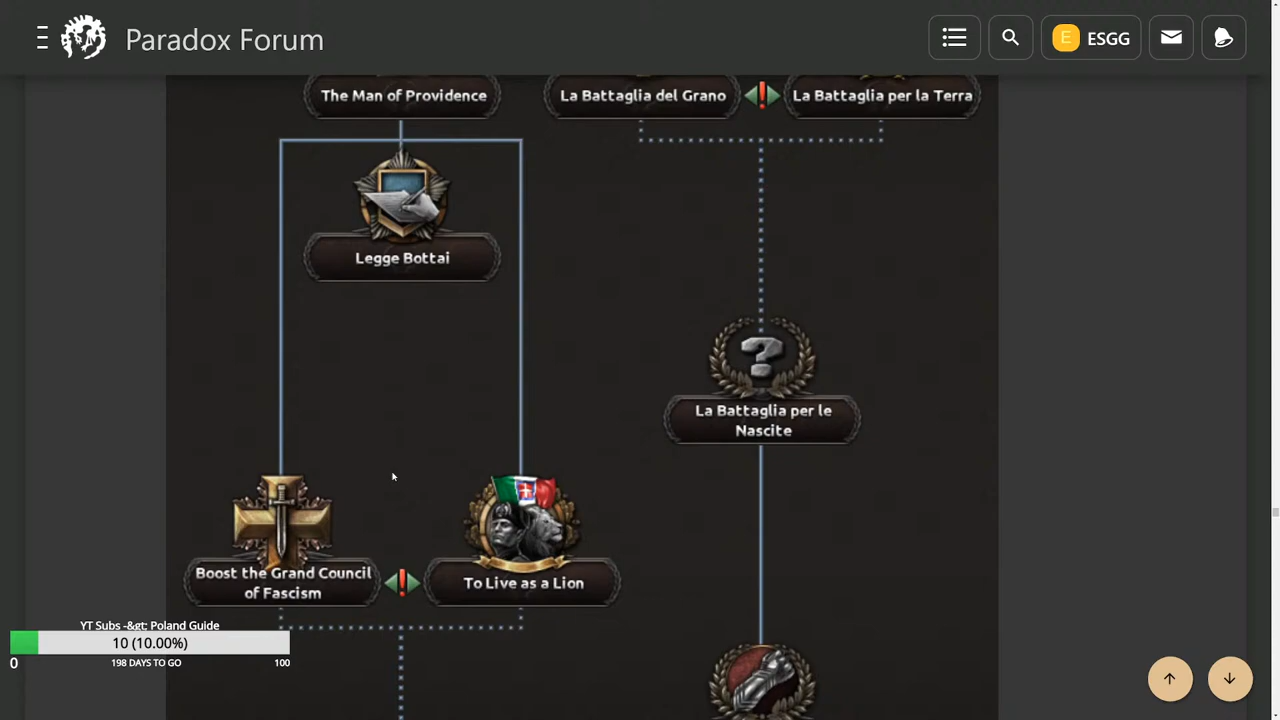 Paradox Forum
E
ESGG
The Man of Providence
La Battaglia del Grano
La Battaglia per la Terra
Legge Bottai
?
La Battaglia per le
Nascite
Boost the Grand Council
of Fascism
To Live as a Lion
YT Subs -&gt: Poland Guide
10 (10.00%)
0
198 DAYS TO GO
100